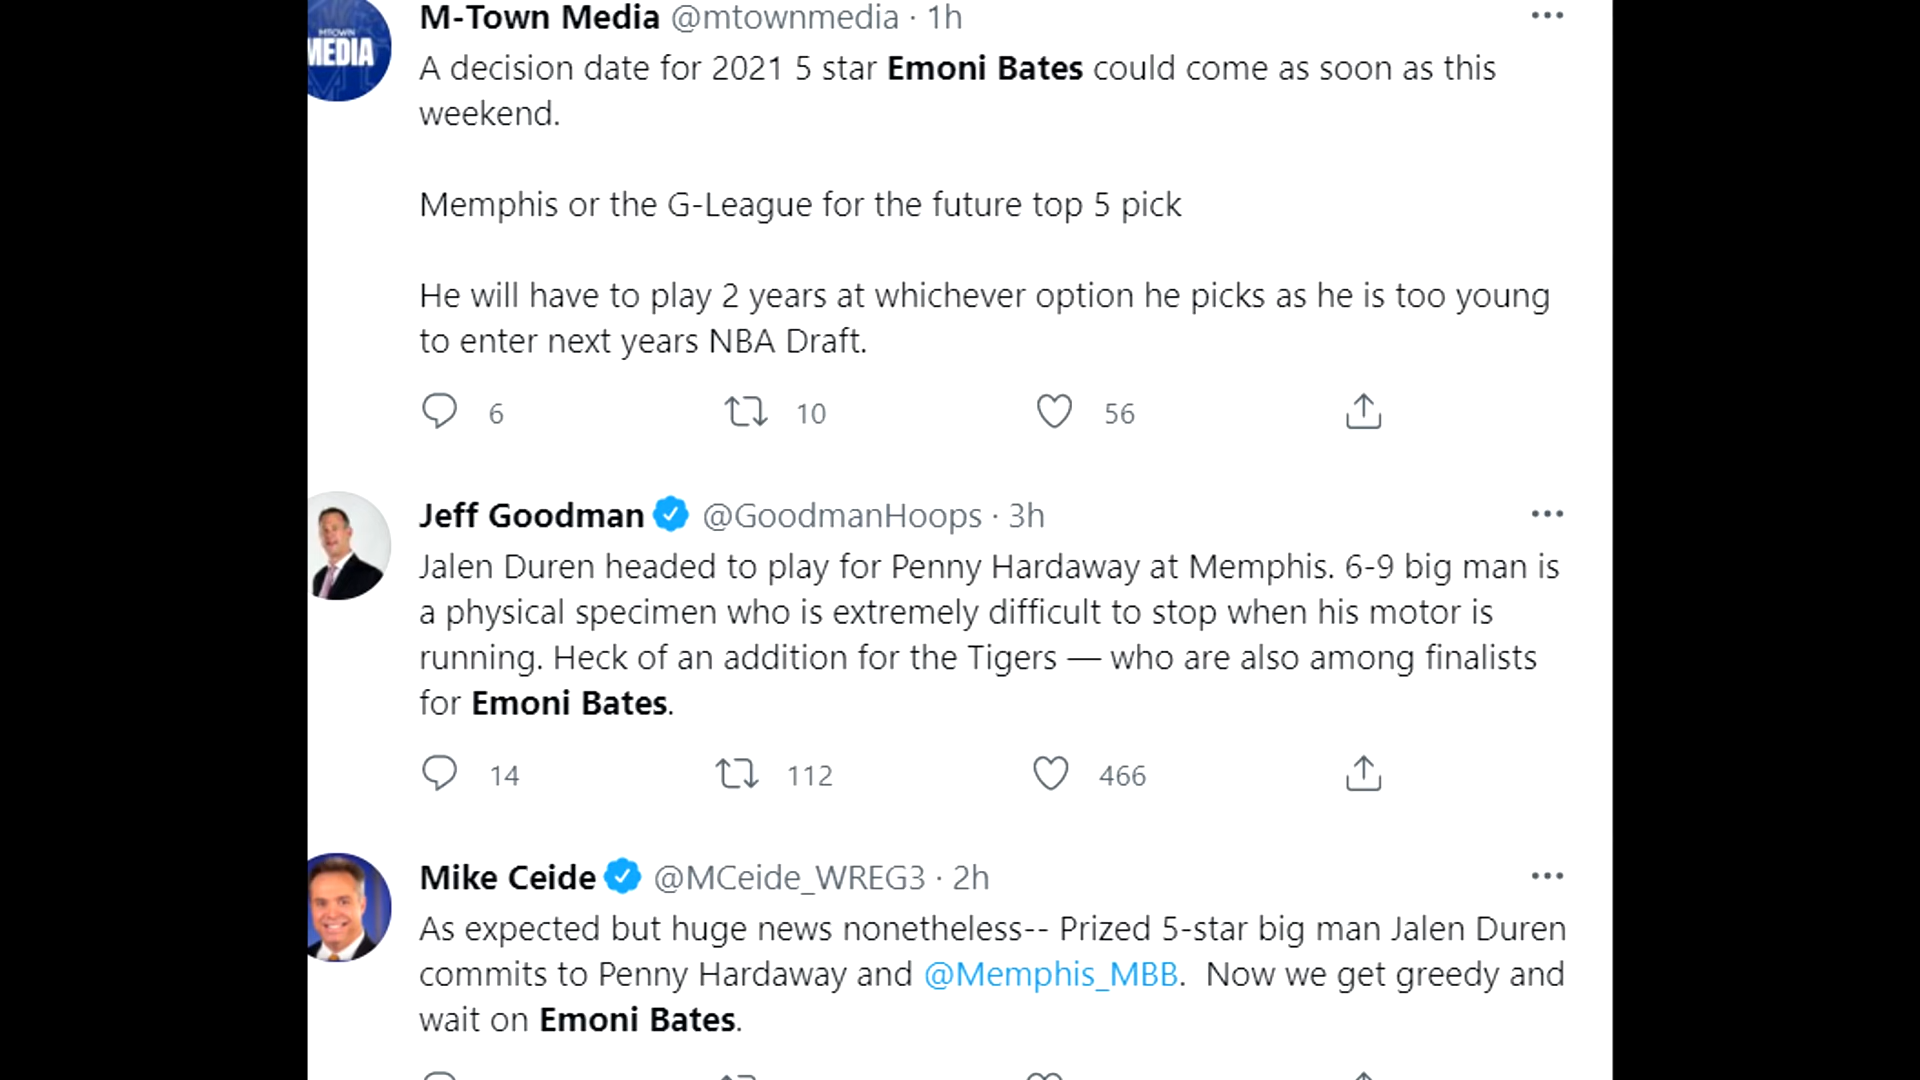 M-Town Media @mtownmedia · 1h
MTOWN
MEDIA
A decision date for 2021 5 star Emoni Bates could come as soon as this
weekend.
Memphis or the G-League for the future top 5 pick
He will have to play 2 years at whichever option he picks as he is too young
to enter next years NBA Draft.
6 10 56
Jeff Goodman @GoodmanHoops · 3h
Jalen Duren headed to play for Penny Hardaway at Memphis. 6-9 big man is
a physical specimen who is extremely difficult to stop when his motor is
running. Heck of an addition for the Tigers — who are also among finalists
for Emoni Bates.
14 112 466
Mike Ceide @MCeide_WREG3 · 2h
As expected but huge news nonetheless-- Prized 5-star big man Jalen Duren
commits to Penny Hardaway and @Memphis_MBB. Now we get greedy and
wait on Emoni Bates.